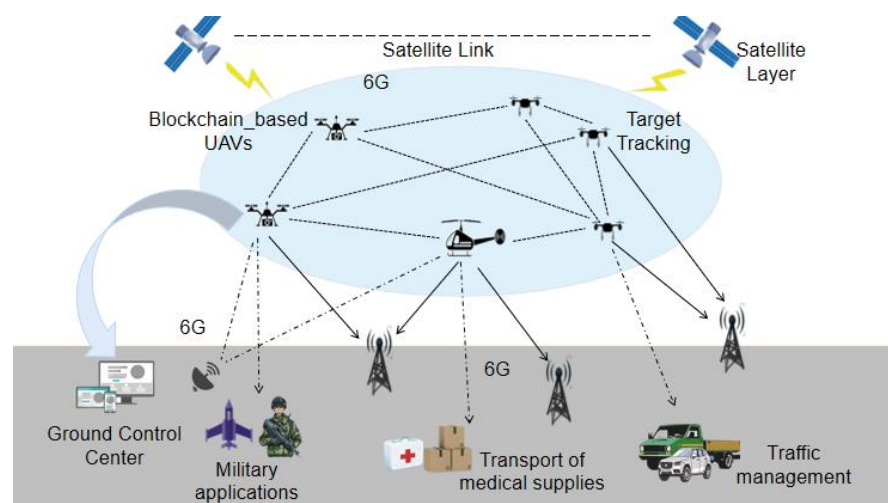 Satellite Link
Satellite
Layer
6G
Blockchain_based
UAVs
Target
Tracking
6G
6G
Ground Control
Center
Military
applications
Transport of
medical supplies
Traffic
management